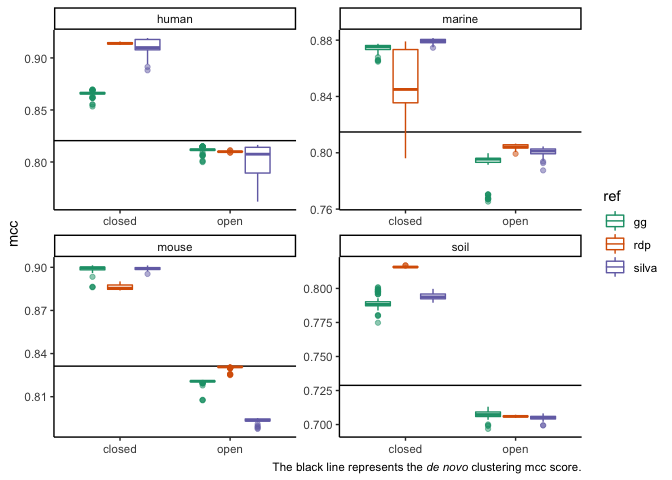 human
marine
0.90
0.85
0.80
closed
open
0.88
0.84
0.80
0.76
closed
open
mcc
mouse
soil
0.90
0.87
0.84
0.81
closed
open
0.800
0.775
0.750
0.725
0.700
closed
open
ref
gg
rdp
silva
The black line represents the de novo clustering mcc score.